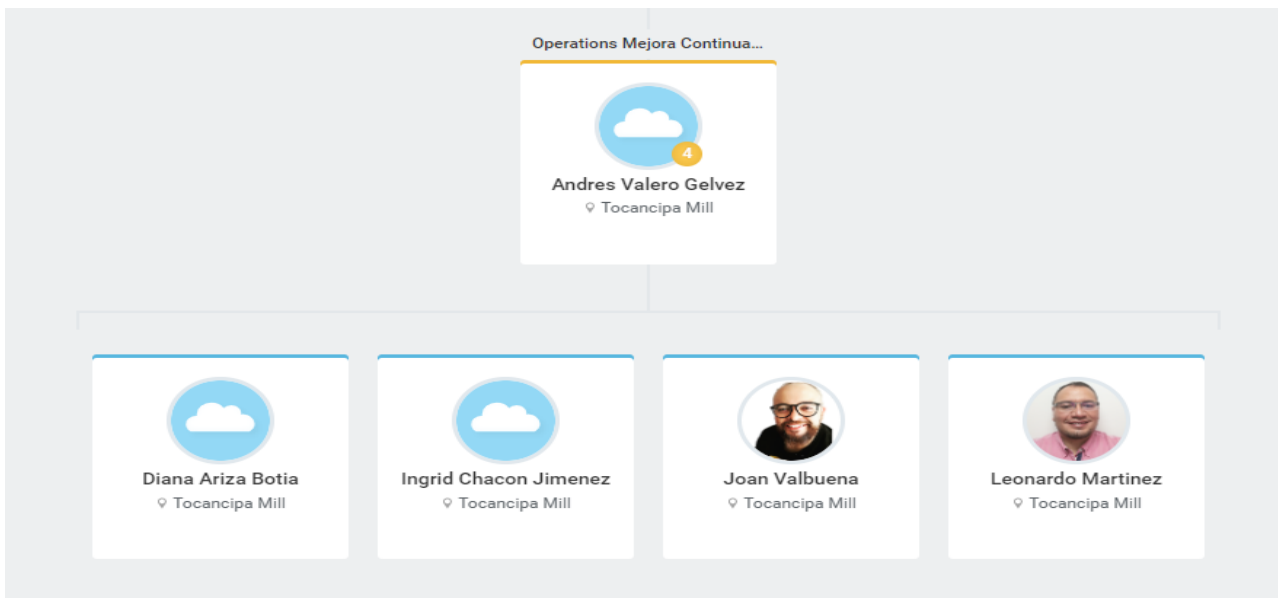 Operations Mejora Continua...
4
Andres Valero Gelvez
Tocancipa Mill
Diana Ariza Botia
Tocancipa Mill
Ingrid Chacon Jimenez
Tocancipa Mill
Joan Valbuena
Tocancipa Mill
Leonardo Martinez
Tocancipa Mill